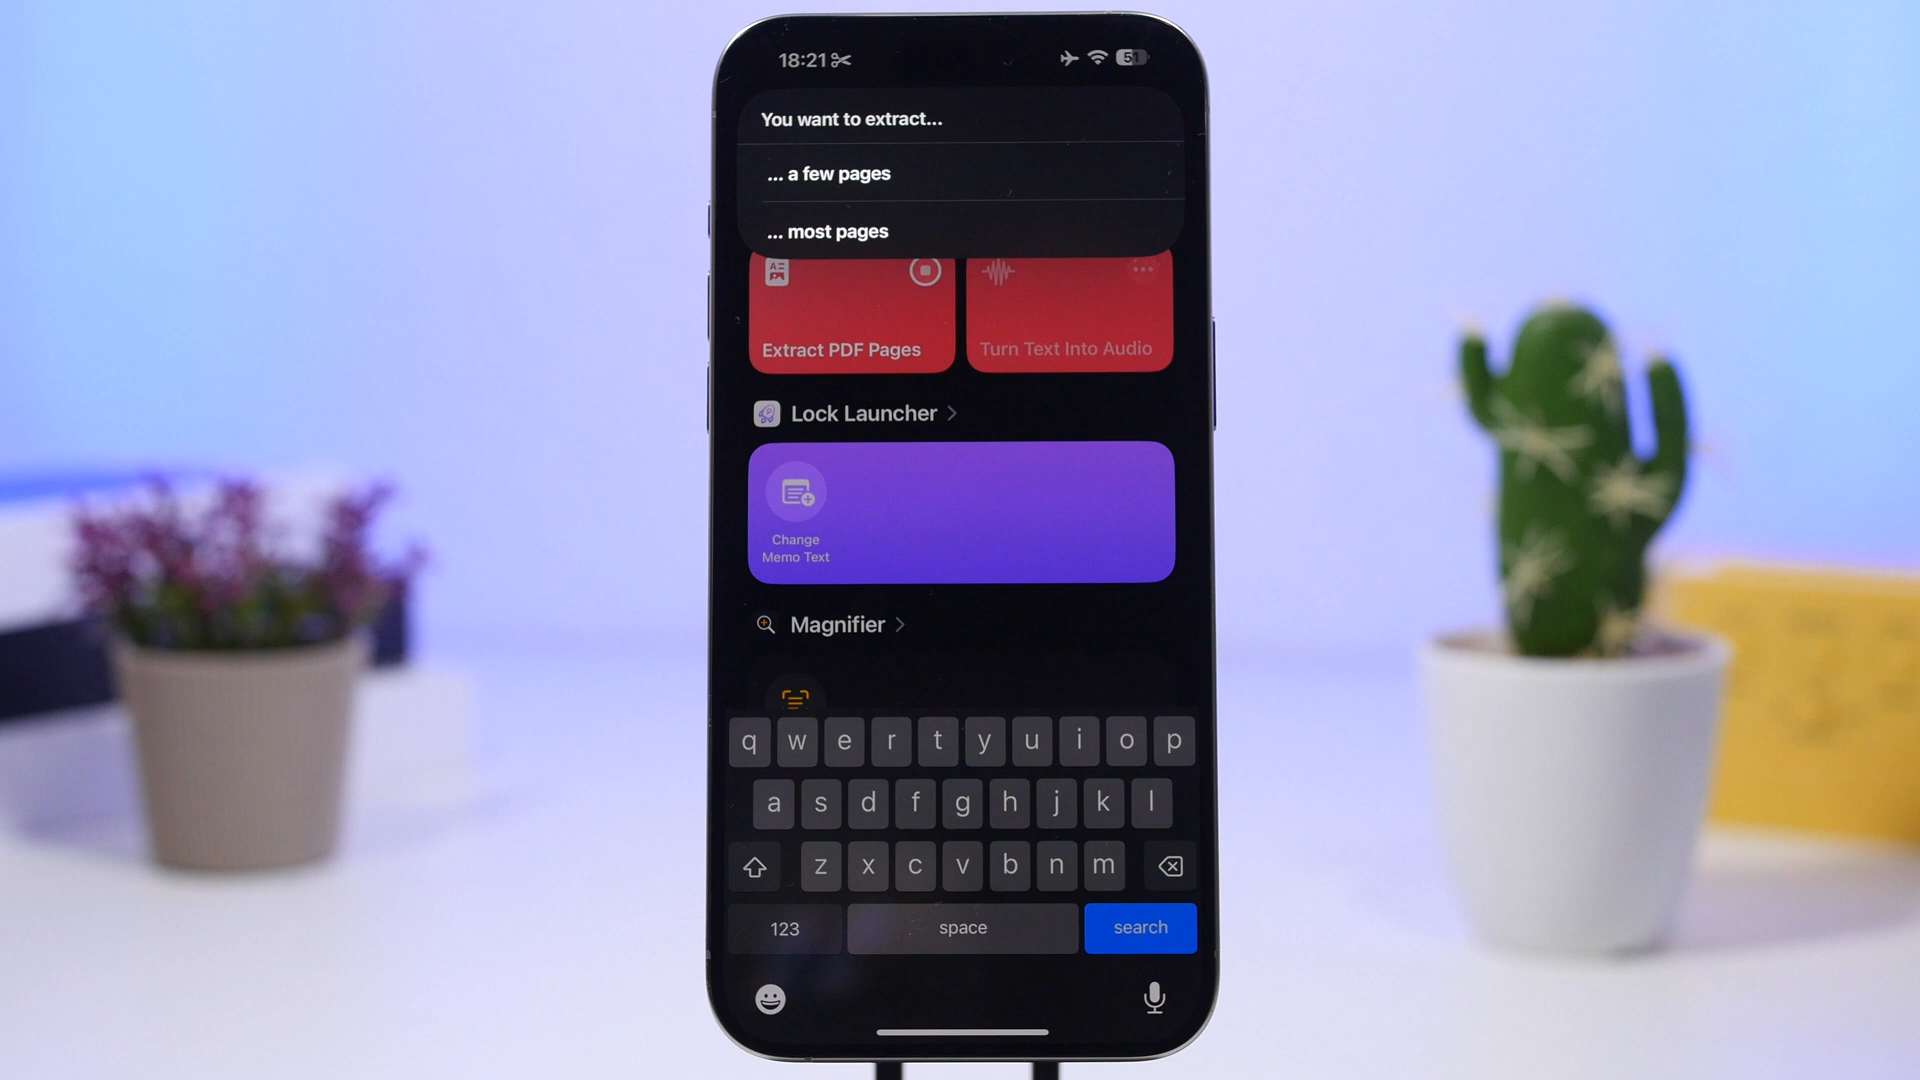 18:21
51
You want to extract...
... a few pages
... most pages
Extract PDF Pages
Turn Text Into Audio
Lock Launcher
Change
Memo Text
Magnifier
q w e r t y u i o p
a s d f g h j k l
z x c v b n m
123 space search